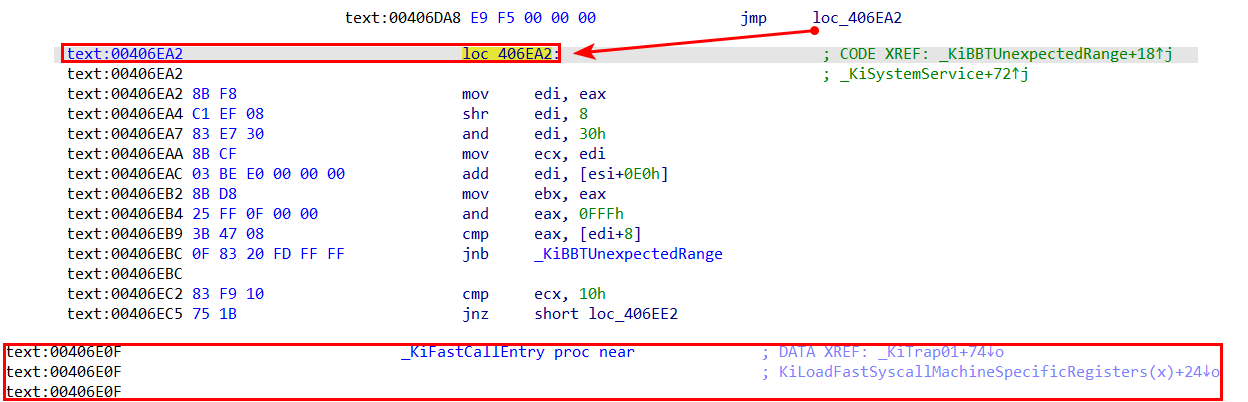 text:00406DA8 E9 F5 00 00 00 jmp loc_406EA2
text:00406EA2 loc_406EA2: ; CODE XREF: _KiBBTUnexpectedRange+18↑j
text:00406EA2 ; _KiSystemService+72↑j
text:00406EA2 8B F8 mov edi, eax
text:00406EA4 C1 EF 08 shr edi, 8
text:00406EA7 83 E7 30 and edi, 30h
text:00406EAA 8B CF mov ecx, edi
text:00406EAC 03 BE E0 00 00 00 add edi, [esi+0E0h]
text:00406EB2 8B D8 mov ebx, eax
text:00406EB4 25 FF 0F 00 00 and eax, 0FFFh
text:00406EB9 3B 47 08 cmp eax, [edi+8]
text:00406EBC 0F 83 20 FD FF FF jnb _KiBBTUnexpectedRange
text:00406EBC
text:00406EC2 83 F9 10 cmp ecx, 10h
text:00406EC5 75 1B jnz short loc_406EE2
text:00406E0F _KiFastCallEntry proc near ; DATA XREF: _KiTrap01+74↓o
text:00406E0F ; KiLoadFastSyscallMachineSpecificRegisters(x)+24↓o
text:00406E0F